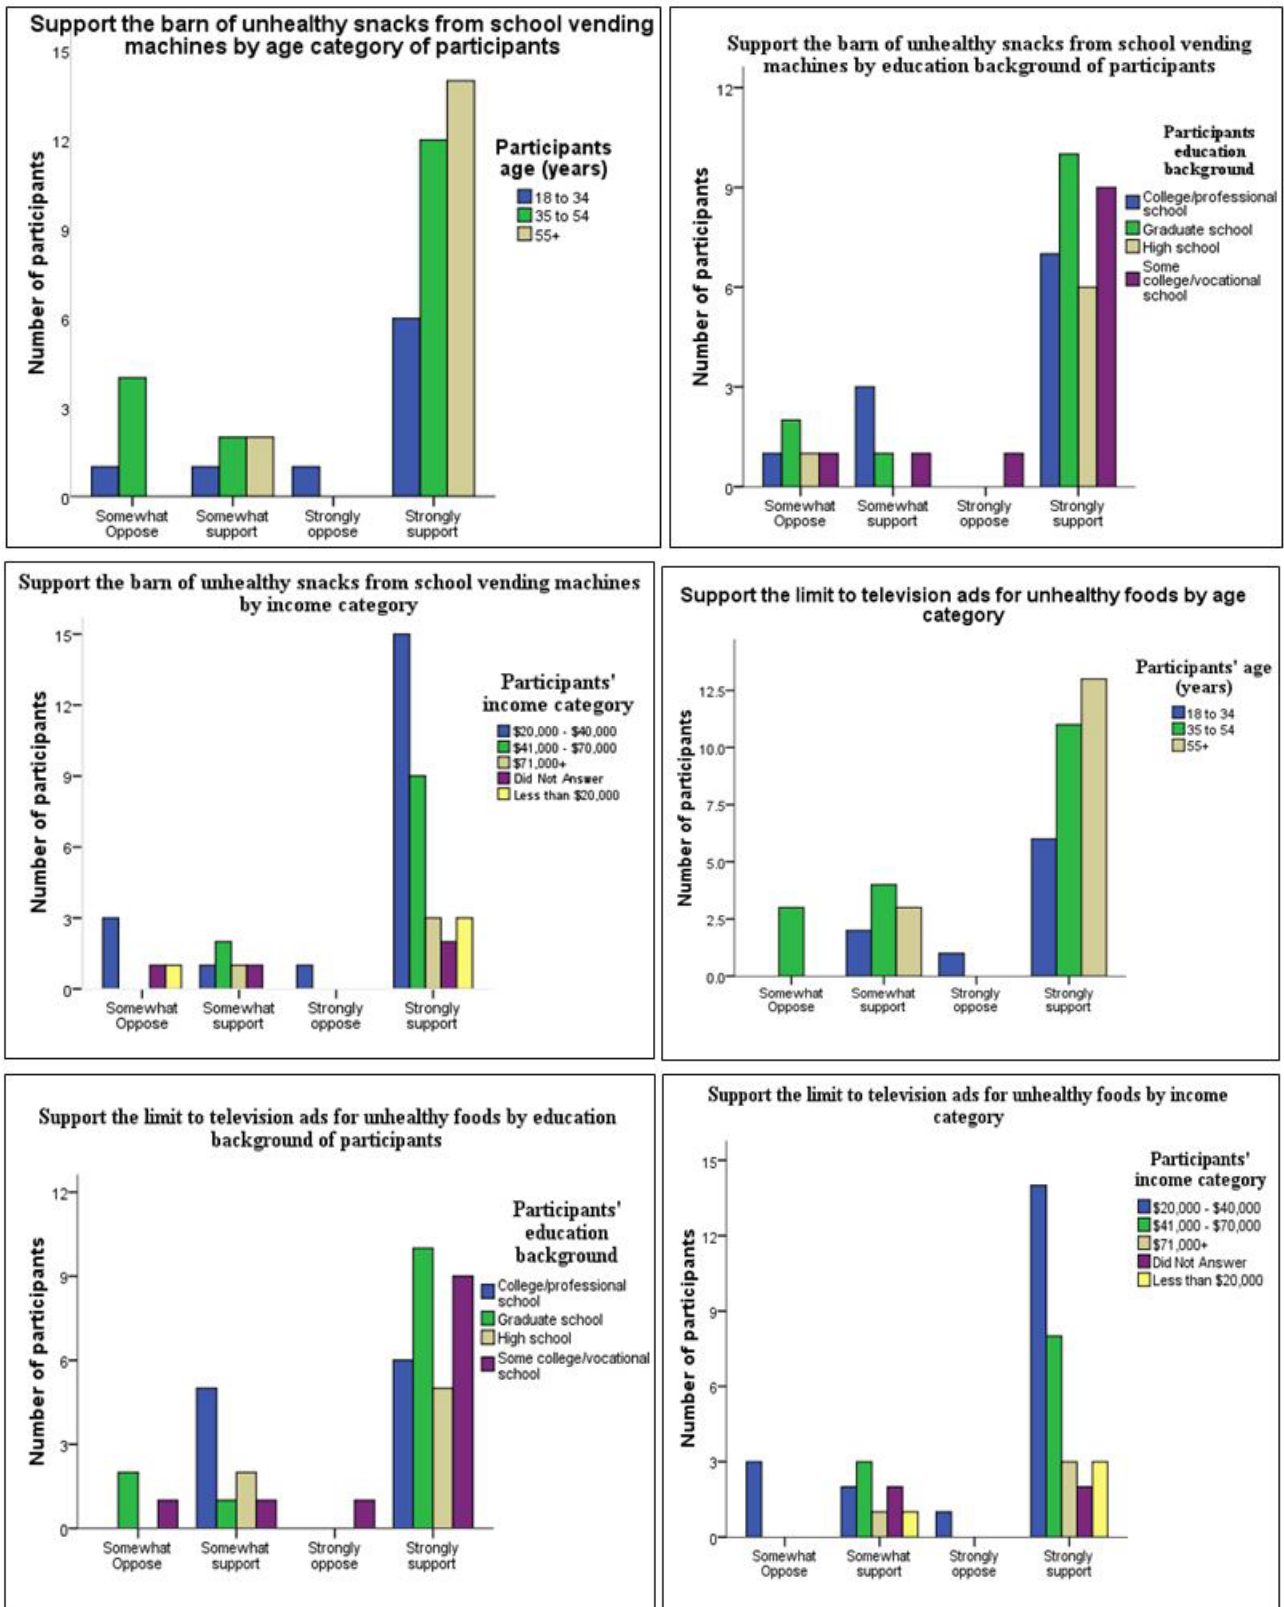 Support the barn of unhealthy snacks from school vending
machines by age category of participants
15
12
9
6
3
0
Number of participants
Participants
age (years)
18 to 34
35 to 54
55+
Somewhat
Oppose
Somewhat
support
Strongly
oppose
Strongly
support
Support the barn of unhealthy snacks from school vending
machines by education background of participants
12
9
6
3
0
Number of participants
Participants
education
background
College/professional
school
Graduate school
High school
Some
college/vocational
school
Somewhat
Oppose
Somewhat
support
Strongly
oppose
Strongly
support
Support the barn of unhealthy snacks from school vending machines
by income category
15
12
9
6
3
0
Number of participants
Participants'
income category
$20,000 - $40,000
$41,000 - $70,000
$71,000+
Did Not Answer
Less than $20,000
Somewhat
Oppose
Somewhat
support
Strongly
oppose
Strongly
support
Support the limit to television ads for unhealthy foods by age
category
12.5
10.0
7.5
5.0
2.5
0.0
Number of participants
Participants' age
(years)
18 to 34
35 to 54
55+
Somewhat
Oppose
Somewhat
support
Strongly
oppose
Strongly
support
Support the limit to television ads for unhealthy foods by education
background of participants
12
9
6
3
0
Number of participants
Participants'
education
background
College/professional
school
Graduate school
High school
Some college/vocational
school
Somewhat
Oppose
Somewhat
support
Strongly
oppose
Strongly
support
Support the limit to television ads for unhealthy foods by income
category
15
12
9
6
3
0
Number of participants
Participants'
income category
$20,000 - $40,000
$41,000 - $70,000
$71,000+
Did Not Answer
Less than $20,000
Somewhat
Oppose
Somewhat
support
Strongly
oppose
Strongly
support